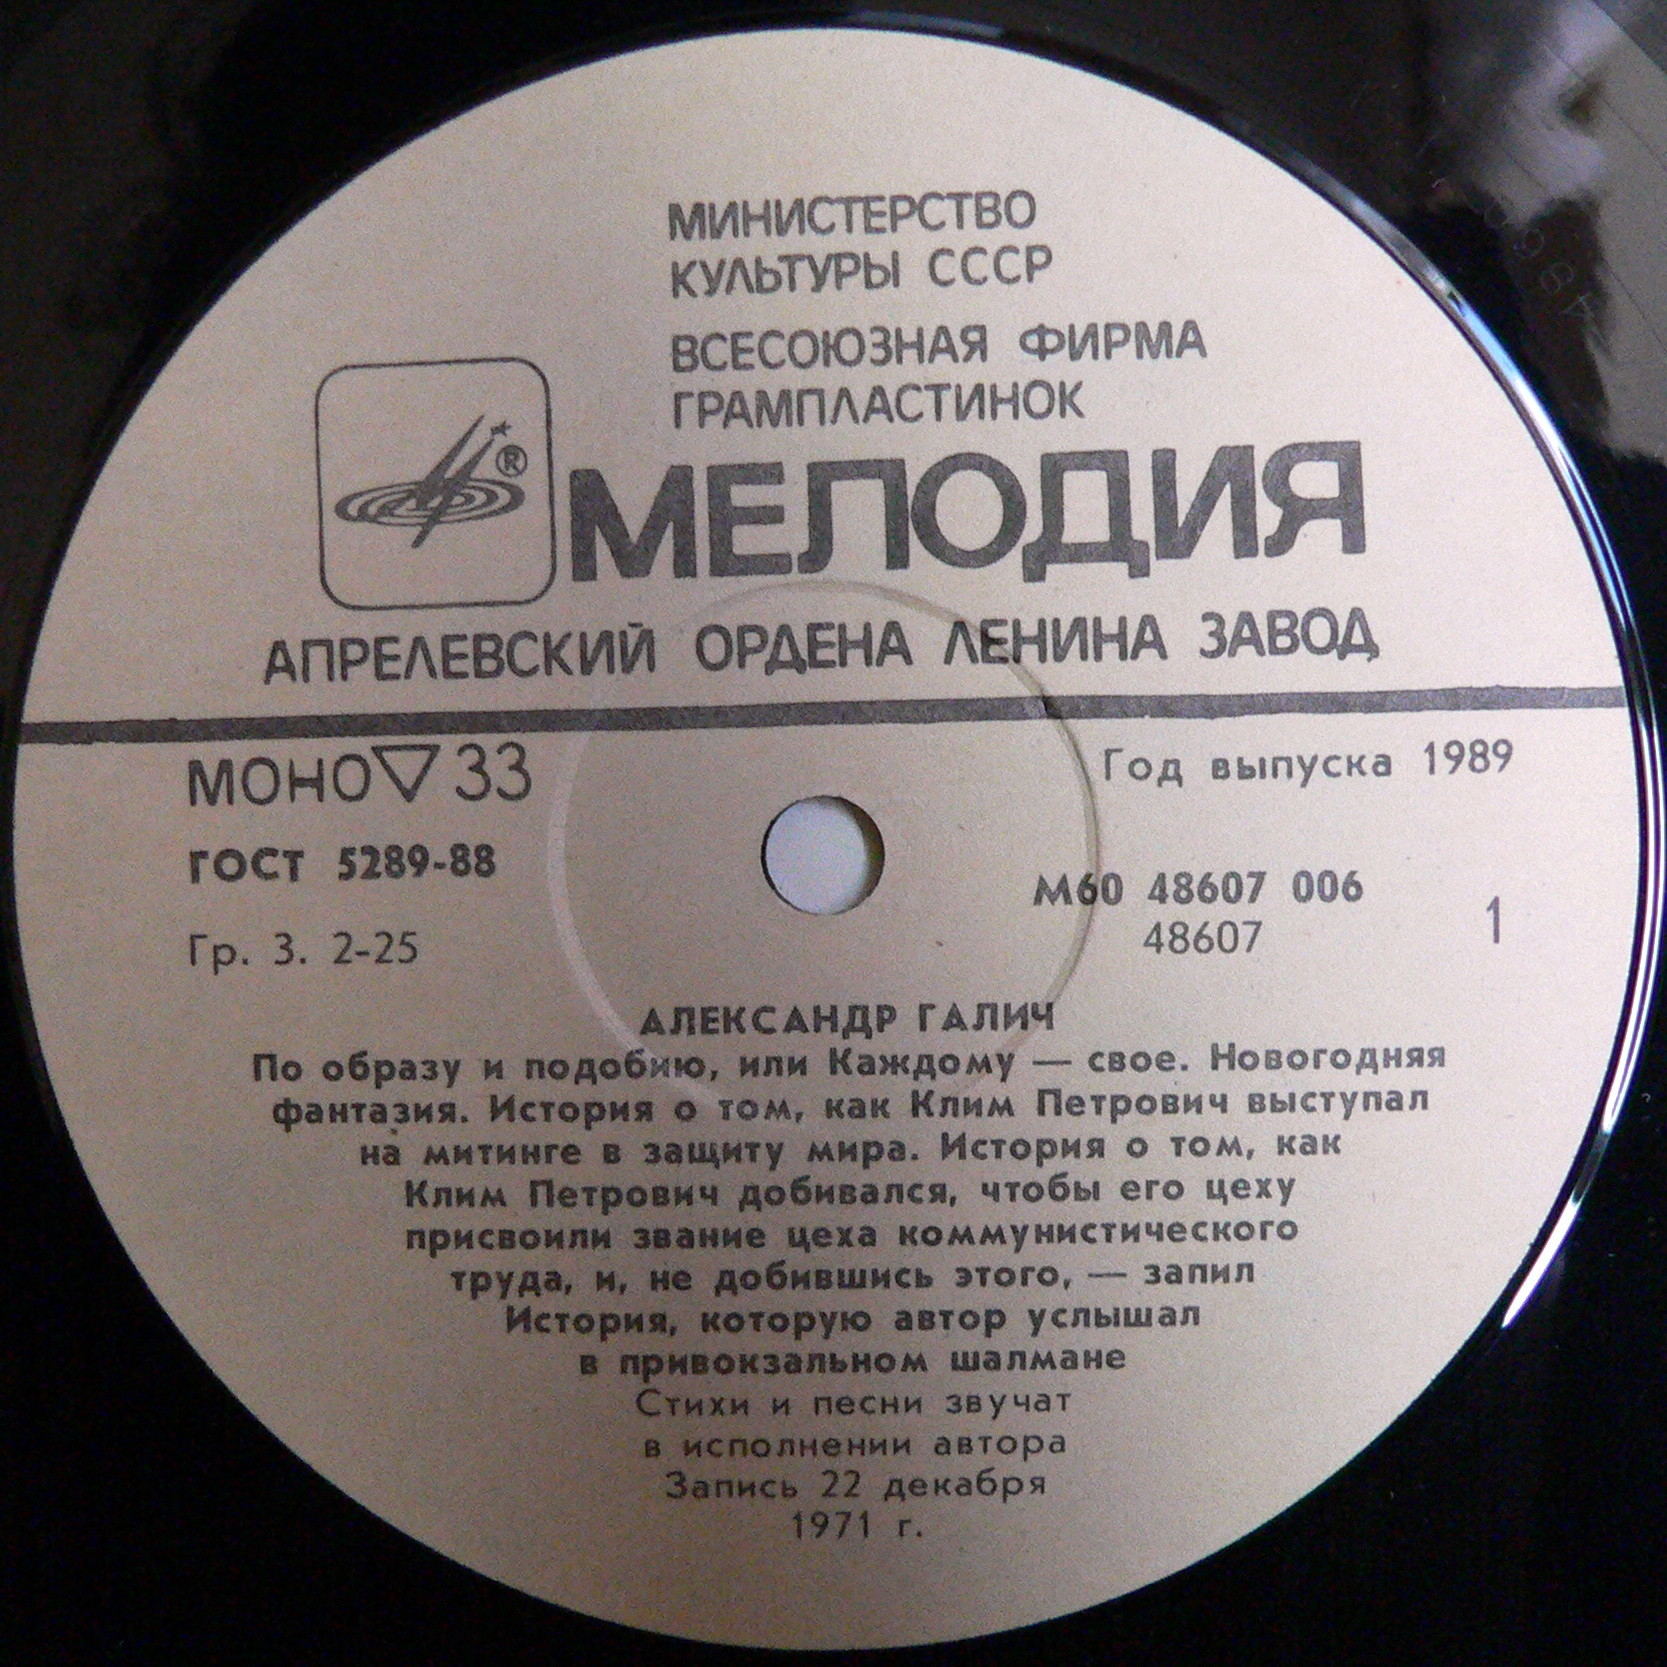 МИНИСТЕРСТВО
КУЛЬТУРЫ СССР
ВСЕСОЮЗНАЯ ФИРМА
ГРАМПЛАСТИНОК
®
МЕЛОДИЯ
АПРЕЛЕВСКИЙ ОРДЕНА ЛЕНИНА ЗАВОД
МОНО ▽ 33
Год выпуска 1989
ГОСТ 5289-88
М60 48607 006
48607
1
Гр. 3. 2-25
АЛЕКСАНДР ГАЛИЧ
По образу и подобию, или Каждому — свое. Новогодняя
фантазия. История о том, как Клим Петрович выступал
на митинге в защиту мира. История о том, как
Клим Петрович добивался, чтобы его цеху
присвоили звание цеха коммунистического
труда, и, не добившись этого, — запил
История, которую автор услышал
в привокзальном шалмане
Стихи и песни звучат
в исполнении автора
Запись 22 декабря
1971 г.